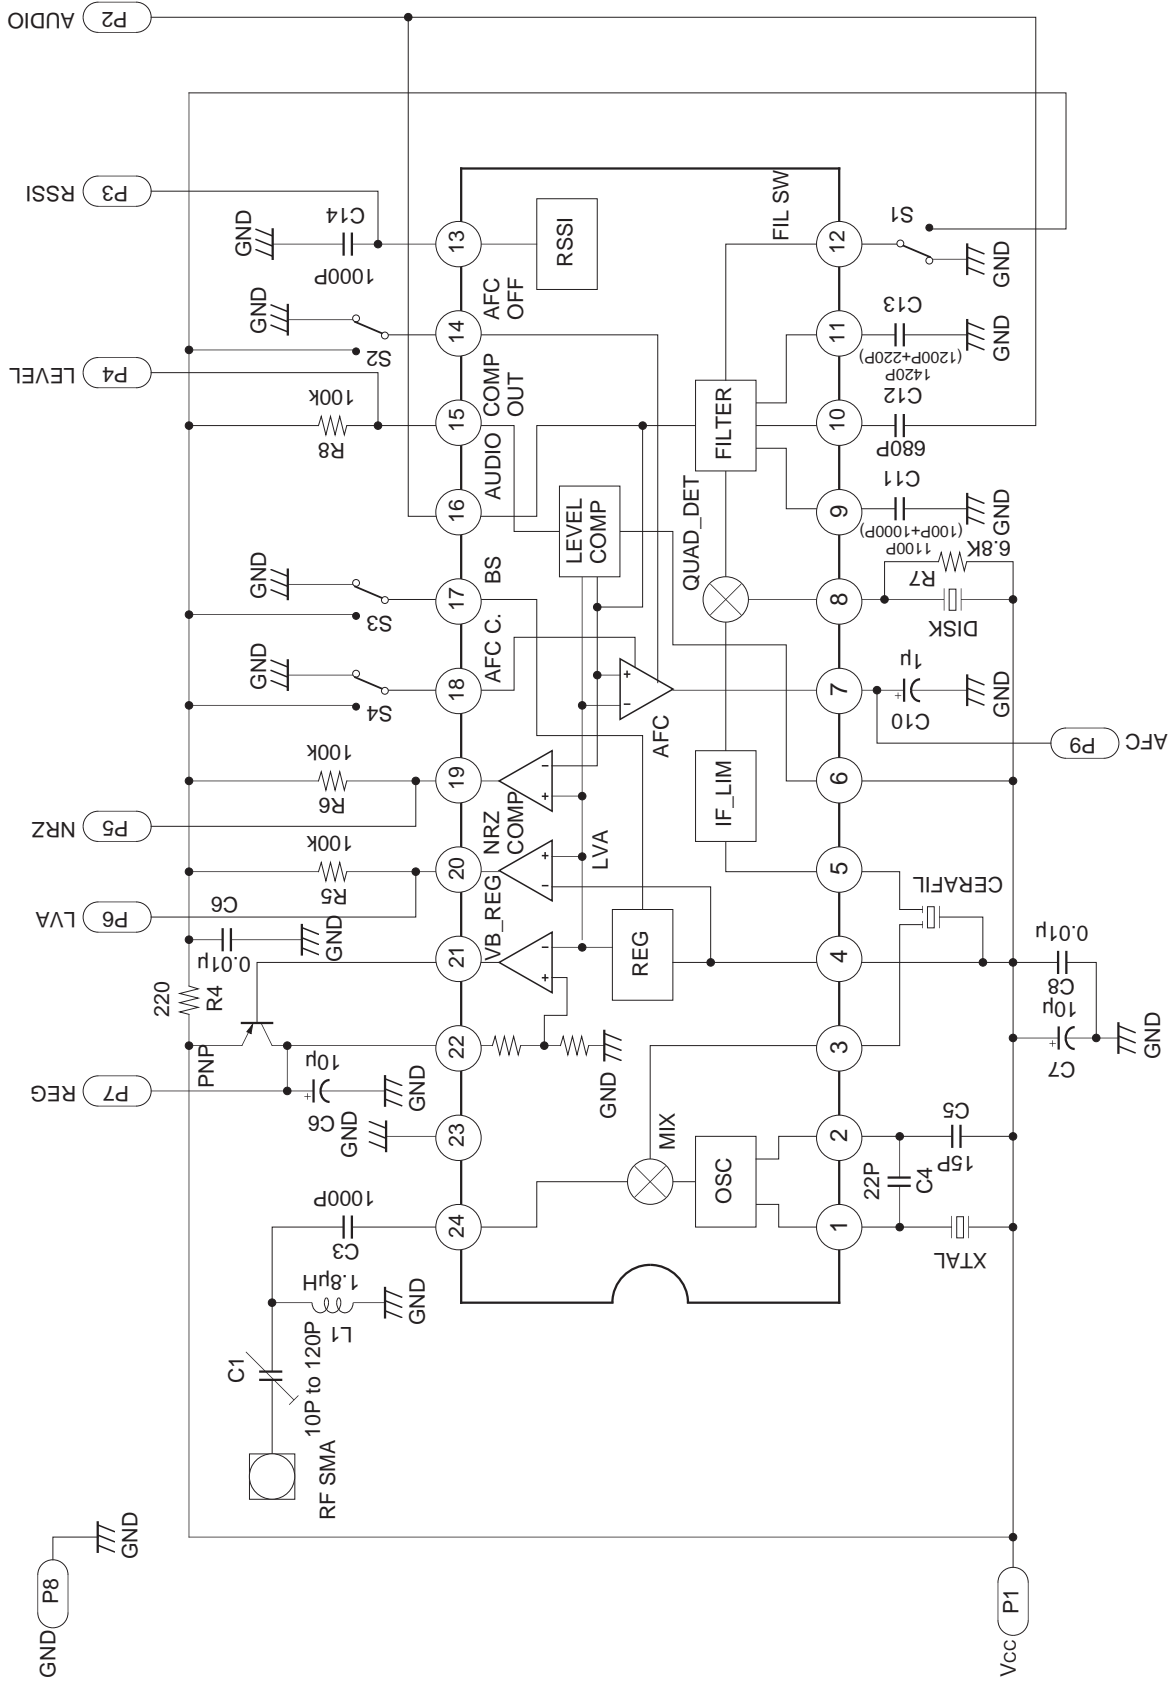 AUDIO P2
RSSI P3
LEVEL P4
NRZ P5
LVA P6
REG P7
GND P8
Vcc P1
AFC P9
GND
GND
C14
1000P
GND
S2
100k
R8
GND
S3
GND
S4
100k
R6
100k
R5
C6
0.01μ
GND
220
R4
PNP
10μ
C6
+
GND
GND
1000P
C3
1.8μH
L1
GND
C1
10P to 120P
RF SMA
13
14
15
16
17
18
19
20
21
22
23
24
RSSI
AFC OFF
COMP OUT
AUDIO
BS
AFC C.
NRZ COMP
LVA
VB_REG
LEVEL COMP
AFC
+
−
−
+
+
−
−
+
REG
GND
MIX
OSC
IF_LIM
QUAD_DET
FILTER
FIL SW
12
11
10
9
8
7
6
5
4
3
2
1
S1
GND
C13
(1200P+220P)
1420P
GND
C12
680P
C11
(100P+1000P)
1100P
GND
6.8K
R7
DISK
1μ
C10
+
GND
CERAFIL
0.01μ
C8
10μ
C7
+
GND
C5
15P
22P
C4
XTAL